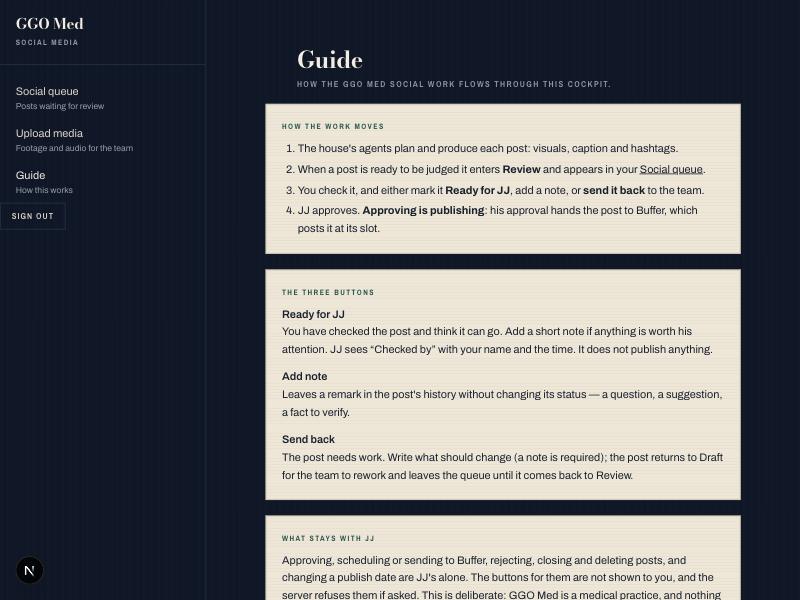 GGO Med
SOCIAL MEDIA
Social queue
Posts waiting for review
Upload media
Footage and audio for the team
Guide
How this works
SIGN OUT
N
Guide
HOW THE GGO MED SOCIAL WORK FLOWS THROUGH THIS COCKPIT.
HOW THE WORK MOVES
1. The house's agents plan and produce each post: visuals, caption and hashtags.
2. When a post is ready to be judged it enters Review and appears in your Social queue.
3. You check it, and either mark it Ready for JJ, add a note, or send it back to the team.
4. JJ approves. Approving is publishing: his approval hands the post to Buffer, which
posts it at its slot.
THE THREE BUTTONS
Ready for JJ
You have checked the post and think it can go. Add a short note if anything is worth his
attention. JJ sees “Checked by” with your name and the time. It does not publish anything.
Add note
Leaves a remark in the post's history without changing its status — a question, a suggestion,
a fact to verify.
Send back
The post needs work. Write what should change (a note is required); the post returns to Draft
for the team to rework and leaves the queue until it comes back to Review.
WHAT STAYS WITH JJ
Approving, scheduling or sending to Buffer, rejecting, closing and deleting posts, and
changing a publish date are JJ's alone. The buttons for them are not shown to you, and the
server refuses them if asked. This is deliberate: GGO Med is a medical practice, and nothing